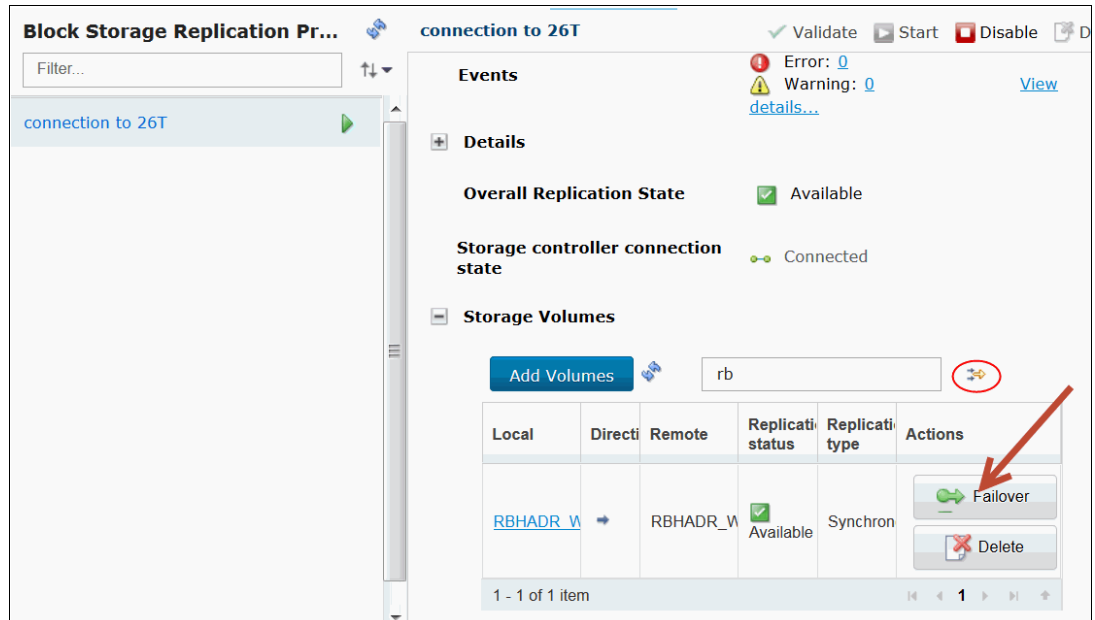 Block Storage Replication Pr...
Filter...
connection to 26T
connection to 26T
Validate Start Disable D
Events
Error: 0
Warning: 0 View
details...
Details
Overall Replication State Available
Storage controller connection
state
Connected
Storage Volumes
Add Volumes rb
Local Directi Remote Replicati status Replicati type Actions
RBHADR_W RBHADR_W Available Synchron
Failover
Delete
1 - 1 of 1 item 1